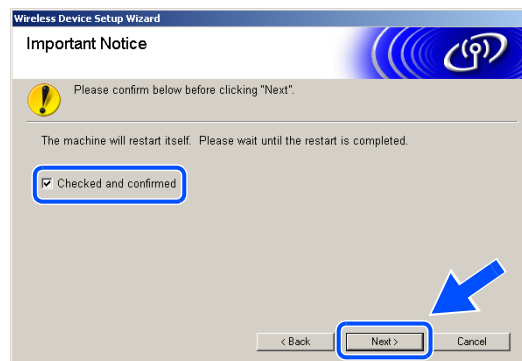 Wireless Device Setup Wizard
Important Notice
Please confirm below before clicking "Next".
The machine will restart itself.  Please wait until the restart is completed.
Checked and confirmed
< Back
Next >
Cancel